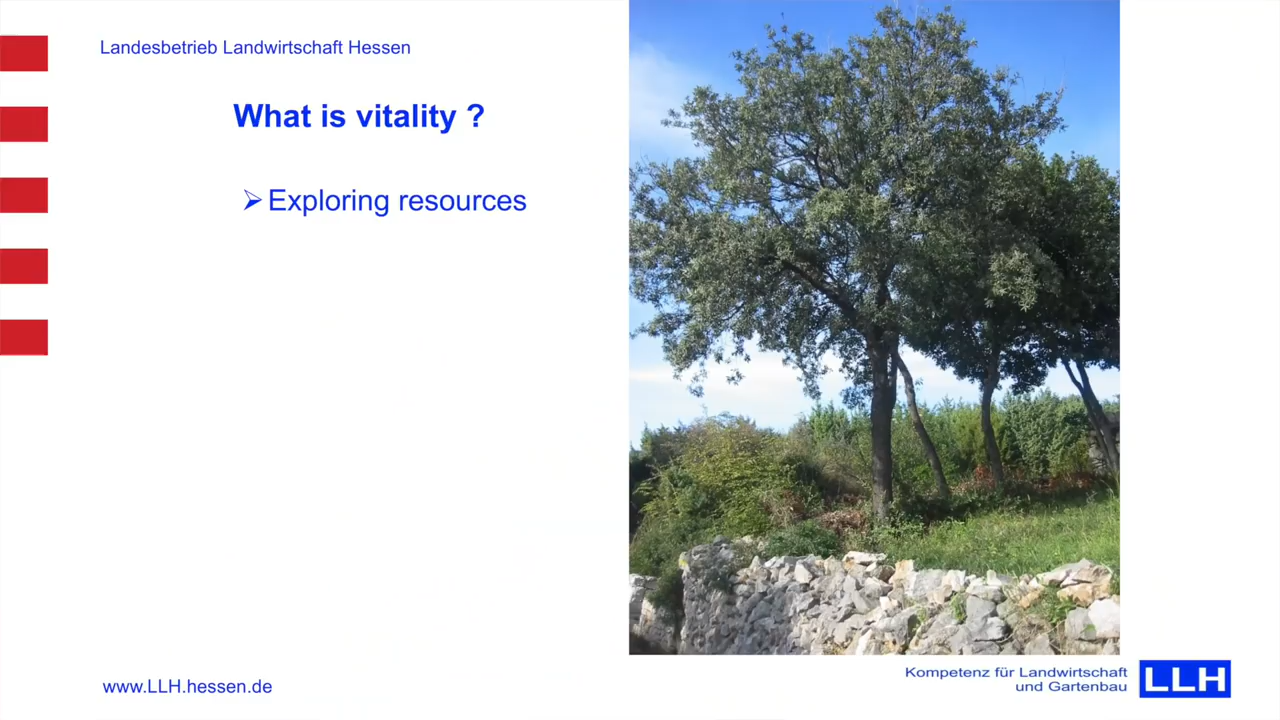 Landesbetrieb Landwirtschaft Hessen
What is vitality ?
➢ Exploring resources
www.LLH.hessen.de
Kompetenz für Landwirtschaft
und Gartenbau
LLH